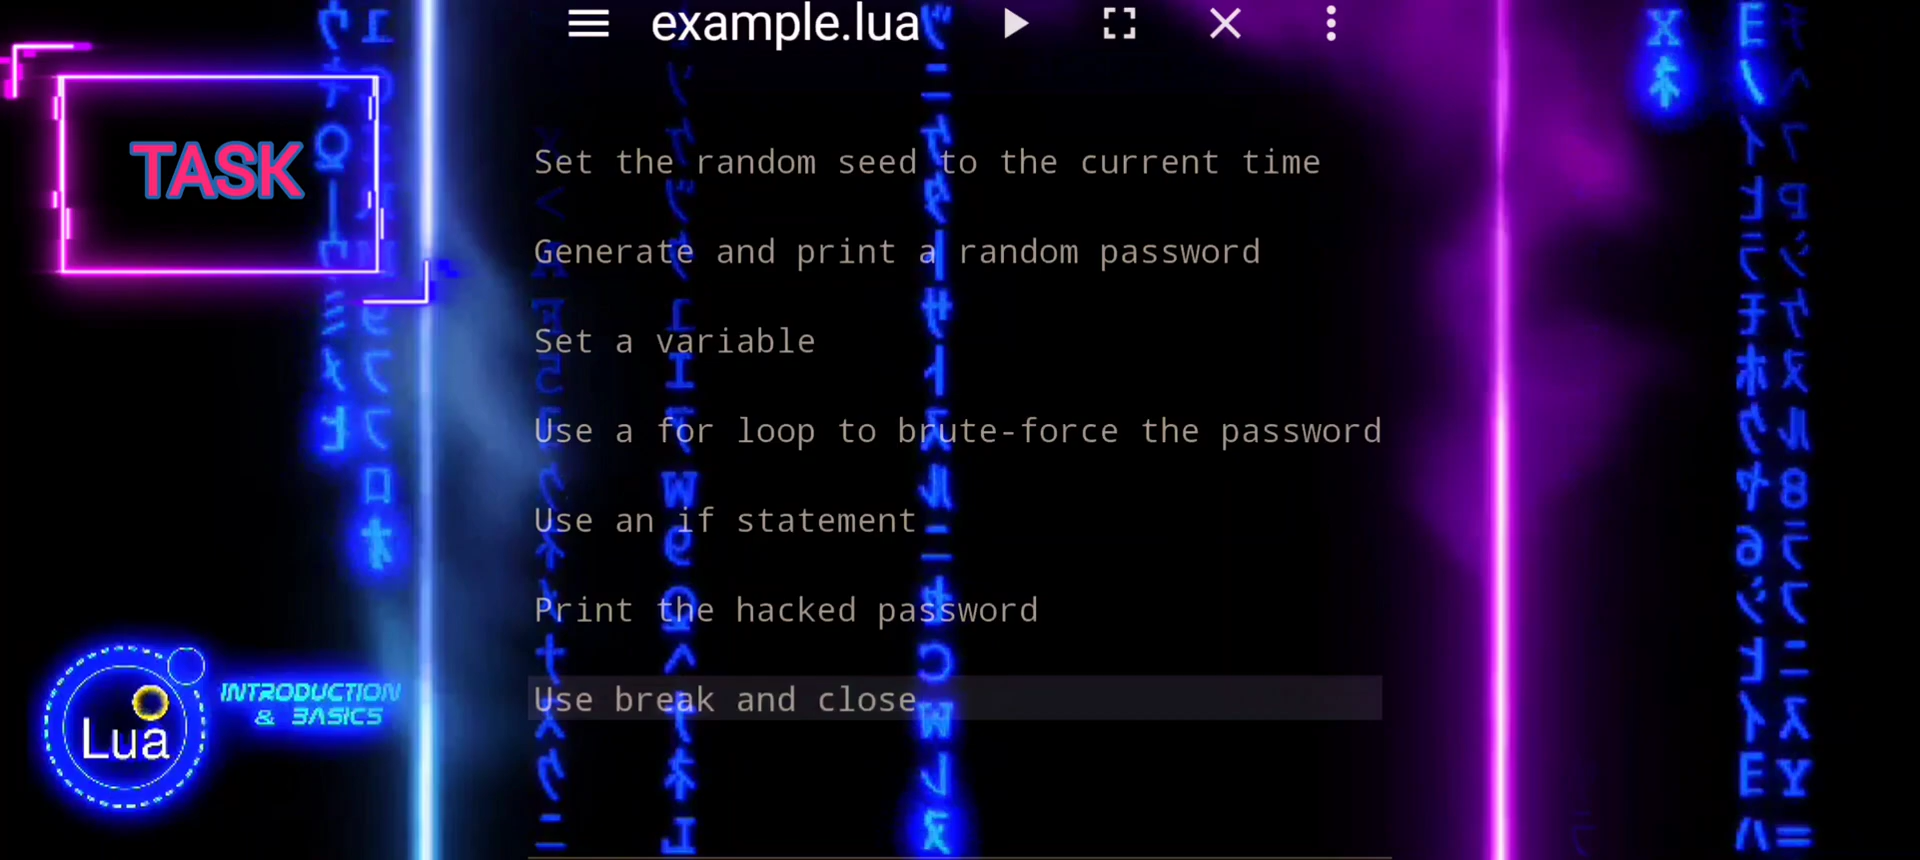 example.lua
TASK
Set the random seed to the current time
Generate and print a random password
Set a variable
Use a for loop to brute-force the password
Use an if statement
Print the hacked password
Use break and close
Lua
INTRODUCTION
& BASICS